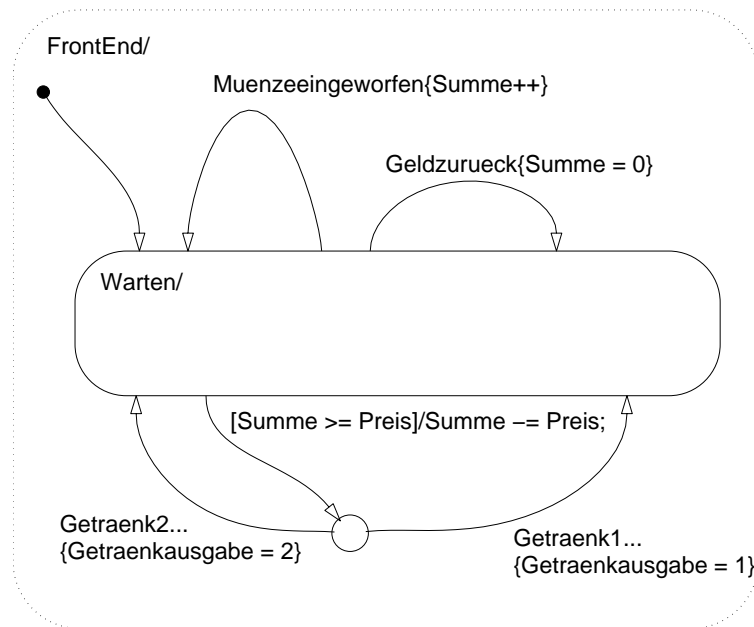 FrontEnd/
Muenzeeingeworfen{Summe++}
Geldzurueck{Summe = 0}
Warten/
[Summe >= Preis]/Summe −= Preis;
Getraenk2...
{Getraenkausgabe = 2}
Getraenk1...
{Getraenkausgabe = 1}